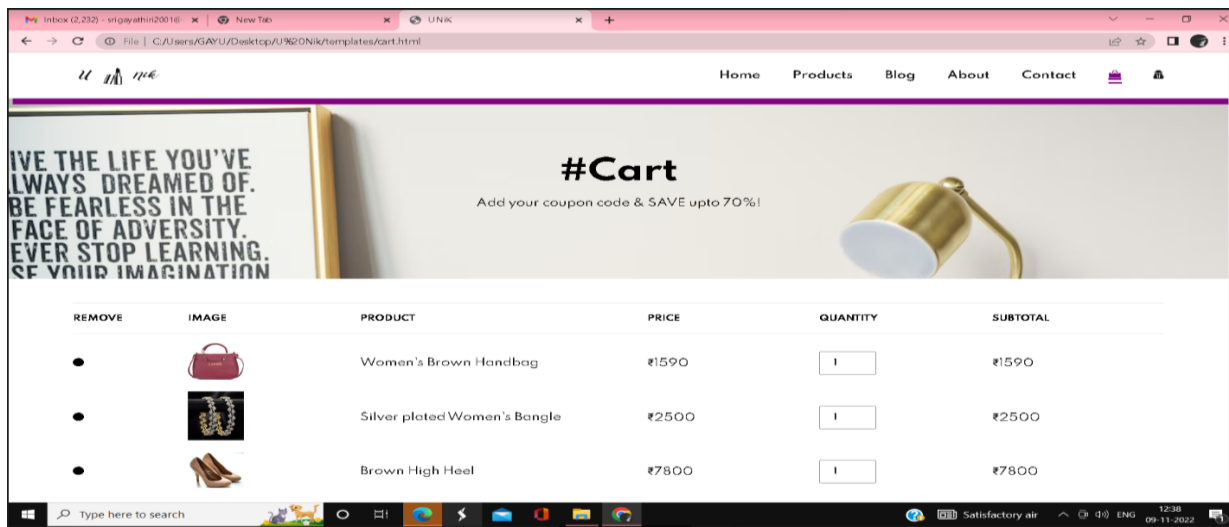 Inbox (2,232) - srigayathiri2001@
New Tab
UNiK
File | C:/Users/GAYU/Desktop/U%20Nik/templates/cart.html
U nik
Home Products Blog About Contact
IVE THE LIFE YOU'VE
LWAYS DREAMED OF.
BE FEARLESS IN THE
FACE OF ADVERSITY.
EVER STOP LEARNING.
SE YOUR IMAGINATION
#Cart
Add your coupon code & SAVE upto 70%!
REMOVE IMAGE PRODUCT PRICE QUANTITY SUBTOTAL
Women's Brown Handbag ₹1590 1 ₹1590
Silver plated Women's Bangle ₹2500 1 ₹2500
Brown High Heel ₹7800 1 ₹7800
Type here to search
Satisfactory air ENG 12:38
09-11-2022